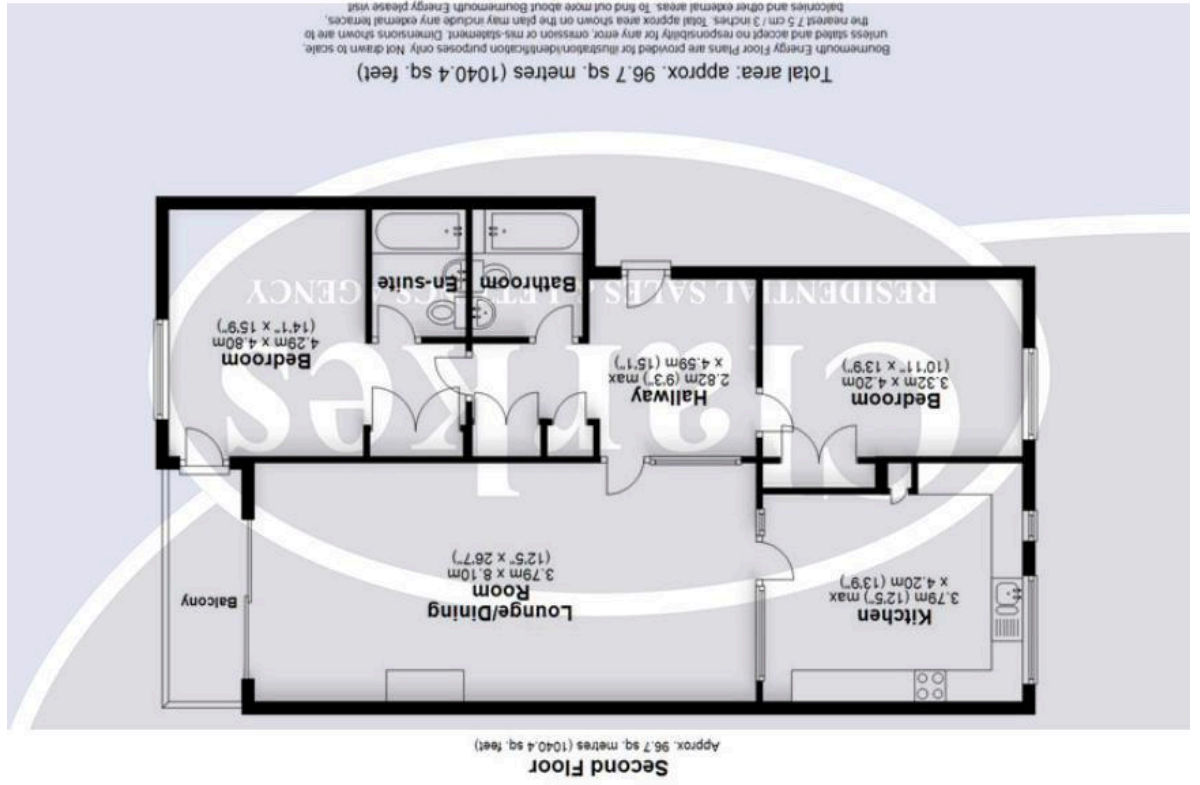 Second Floor
Approx. 96.7 sq. metres (1040.4 sq. feet)
Kitchen
3.79m (12'5") max
x 4.20m (13'9")
Lounge/Dining
Room
3.79m x 8.10m
(12'5" x 26'7")
Balcony
Bedroom
3.32m x 4.20m
(10'11" x 13'9")
Hallway
2.82m (9'3") max
x 4.59m (15'1")
Bathroom
En-suite
Bedroom
4.29m x 4.80m
(14'1" x 15'9")
Clarkes
RESIDENTIAL SALES & LETTINGS AGENCY
Total area: approx. 96.7 sq. metres (1040.4 sq. feet)
Bournemouth Energy Floor Plans are provided for illustration/identification purposes only. Not drawn to scale,
unless stated and accept no responsibility for any error, omission or mis-statement. Dimensions shown are to
the nearest 7.5 cm / 3 inches. Total approx area shown on the plan may include any external terraces,
balconies and other external areas. To find out more about Bournemouth Energy please visit